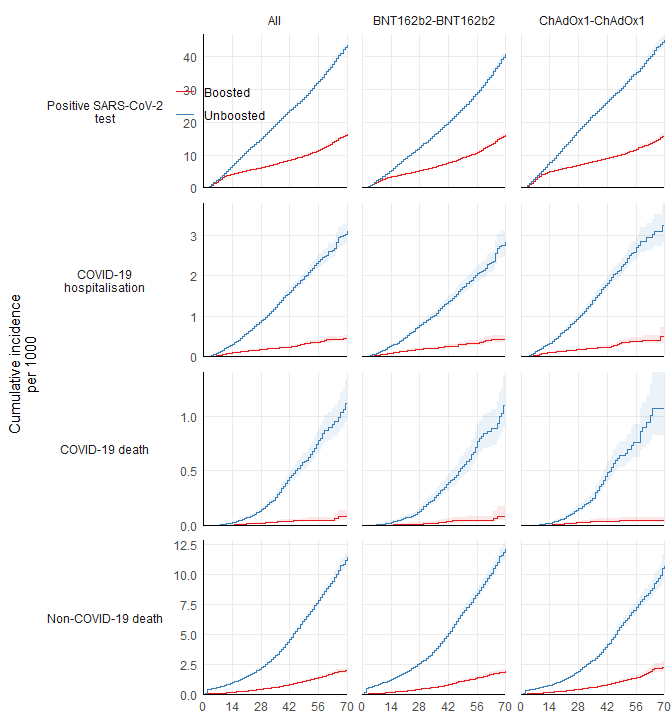 All BNT162b2-BNT162b2 ChAdOx1-ChAdOx1
Cumulative incidence
per 1000
Positive SARS-CoV-2
test
40
30
20
10
0
Boosted
Unboosted
COVID-19
hospitalisation
3
2
1
0
COVID-19 death
1.0
0.5
0.0
Non-COVID-19 death
12.5
10.0
7.5
5.0
2.5
0.0
0 14 28 42 56 70 0 14 28 42 56 70 0 14 28 42 56 70